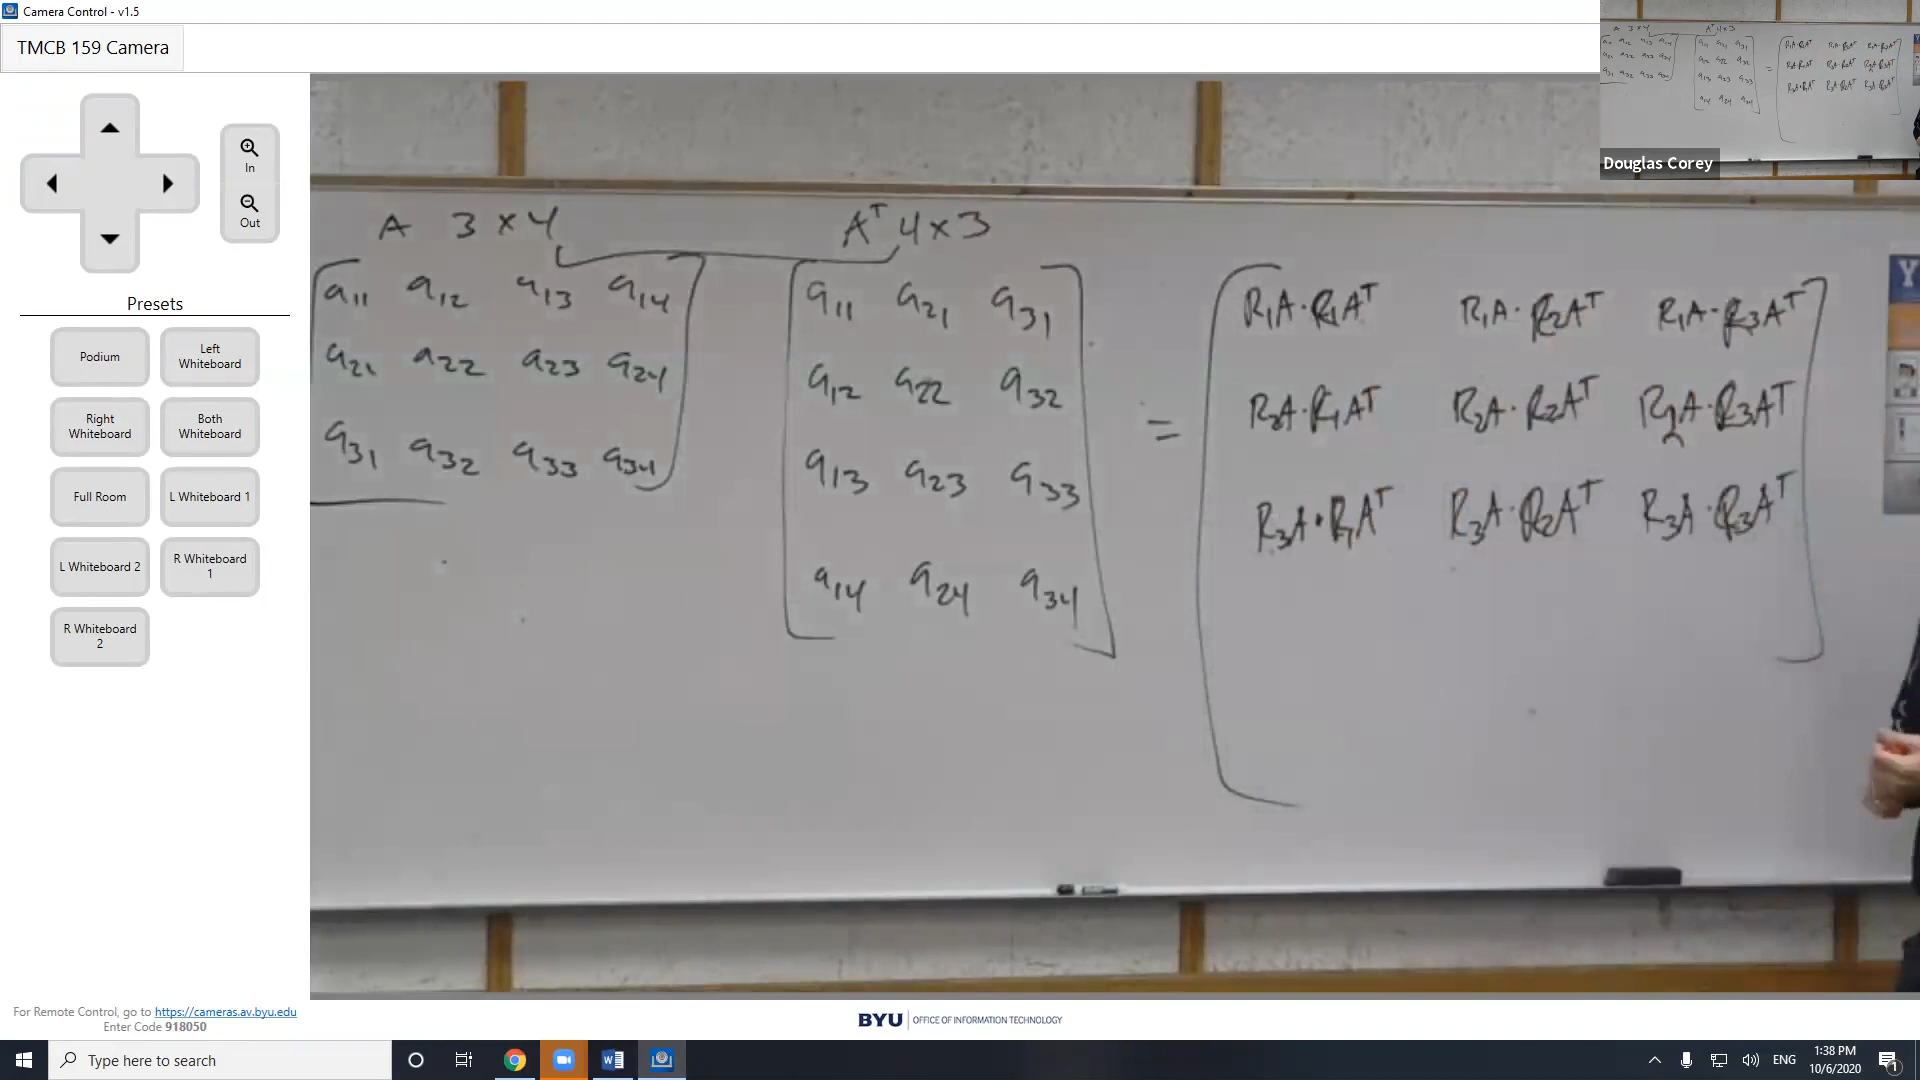 Camera Control - v1.5
TMCB 159 Camera
In
Out
Presets
Podium
Left Whiteboard
Right Whiteboard
Both Whiteboard
Full Room
L Whiteboard 1
L Whiteboard 2
R Whiteboard 1
R Whiteboard 2
For Remote Control, go to https://cameras.av.byu.edu
Enter Code 918050
A 3 × 4
Aᵀ 4 × 3
a₁₁ a₁₂ a₁₃ a₁₄
a₂₁ a₂₂ a₂₃ a₂₄
a₃₁ a₃₂ a₃₃ a₃₄
a₁₁ a₂₁ a₃₁
a₁₂ a₂₂ a₃₂
a₁₃ a₂₃ a₃₃
a₁₄ a₂₄ a₃₄
=
R₁A·R₁Aᵀ R₁A·R₂Aᵀ R₁A·R₃Aᵀ
R₂A·R₁Aᵀ R₂A·R₂Aᵀ R₂A·R₃Aᵀ
R₃A·R₁Aᵀ R₃A·R₂Aᵀ R₃A·R₃Aᵀ
Y
Douglas Corey
BYU OFFICE OF INFORMATION TECHNOLOGY
Type here to search
ENG
1:38 PM
10/6/2020
1